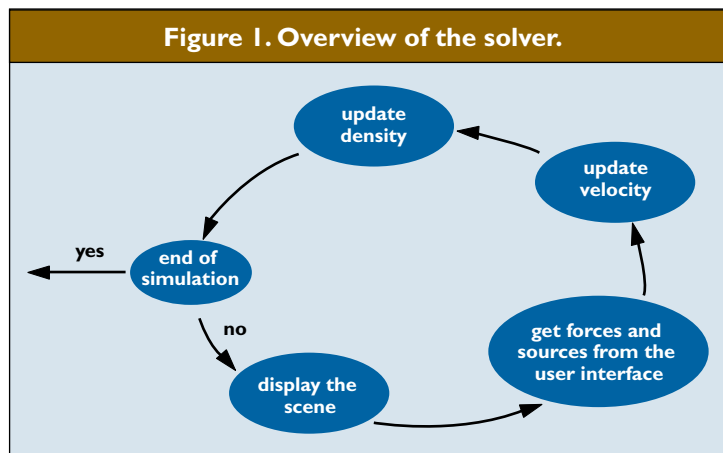 Figure 1. Overview of the solver.
update
density
update
velocity
yes
end of
simulation
no
get forces and
sources from the
user interface
display the
scene